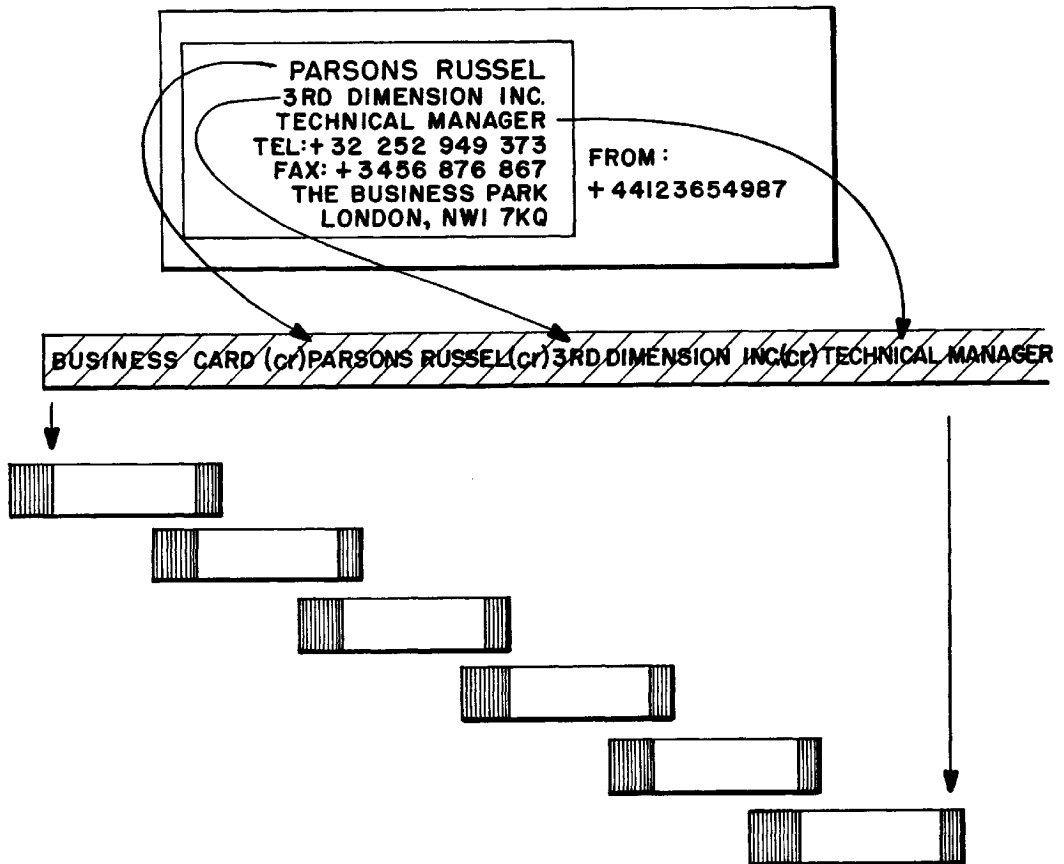 PARSONS RUSSEL
3RD DIMENSION INC.
TECHNICAL MANAGER
TEL:+32 252 949 373
FAX: +3456 876 867
THE BUSINESS PARK
LONDON, NW1 7KQ
FROM:
+44123654987
BUSINESS CARD (cr)PARSONS RUSSEL(cr)3RD DIMENSION INC.(cr)TECHNICAL MANAGER